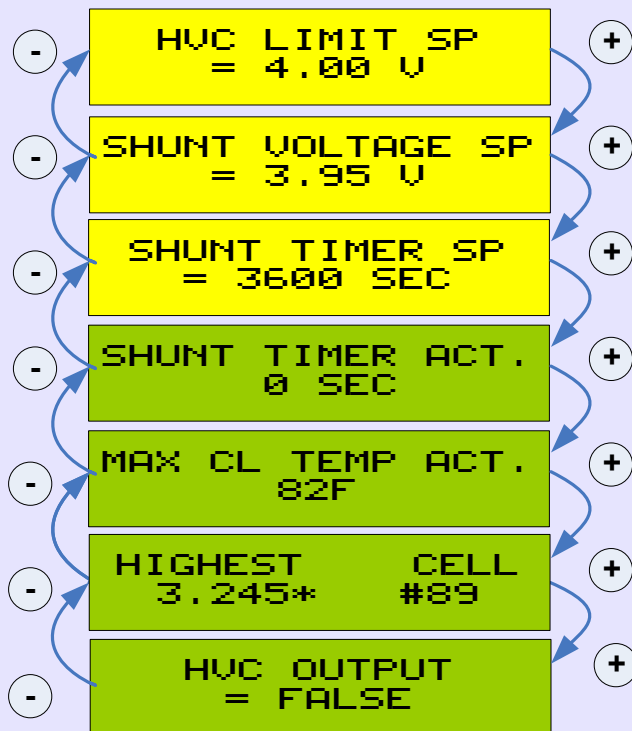 HVC LIMIT SP
= 4.00 V
SHUNT VOLTAGE SP
= 3.95 V
SHUNT TIMER SP
= 3600 SEC
SHUNT TIMER ACT.
0 SEC
MAX CL TEMP ACT.
82F
HIGHEST CELL
3.245* #89
HVC OUTPUT
= FALSE
-
-
-
-
-
-
-
+
+
+
+
+
+
+